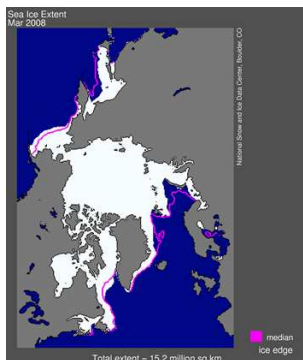 Sea Ice Extent
Mar 2008
National Snow and Ice Data Center, Boulder, CO
median
ice edge
Total extent = 15.2 million sq km